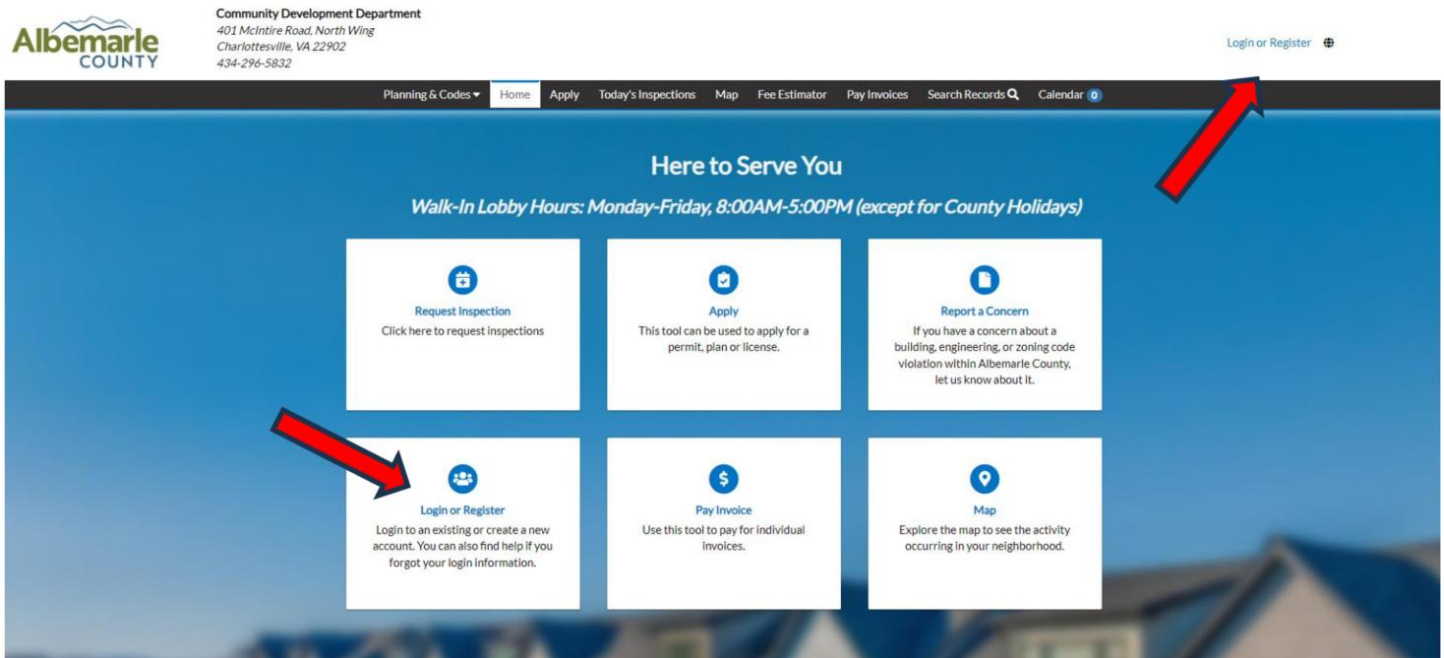 Albemarle
COUNTY
Community Development Department
401 McIntire Road, North Wing
Charlottesville, VA 22902
434-296-5832
Login or Register
Planning & Codes Home Apply Today's Inspections Map Fee Estimator Pay Invoices Search Records Calendar 0
Here to Serve You
Walk-In Lobby Hours: Monday-Friday, 8:00AM-5:00PM (except for County Holidays)
Request Inspection
Click here to request inspections
Apply
This tool can be used to apply for a
permit, plan or license.
Report a Concern
If you have a concern about a
building, engineering, or zoning code
violation within Albemarle County,
let us know about it.
Login or Register
Login to an existing or create a new
account. You can also find help if you
forgot your login information.
Pay Invoice
Use this tool to pay for individual
invoices.
Map
Explore the map to see the activity
occurring in your neighborhood.